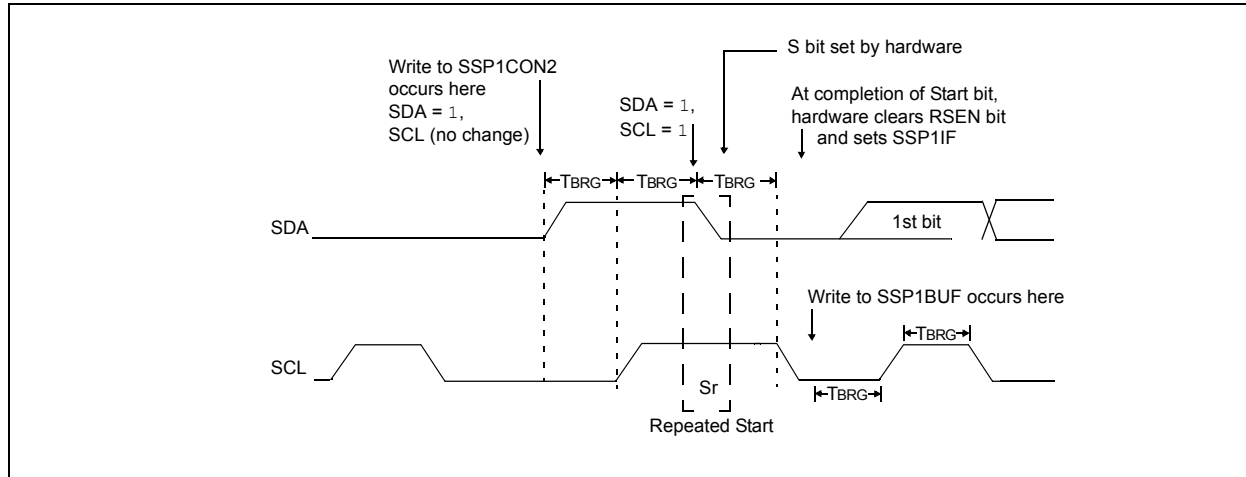 S bit set by hardware
Write to SSP1CON2
occurs here
SDA = 1,
SCL (no change)
SDA = 1,
SCL = 1
At completion of Start bit,
hardware clears RSEN bit
and sets SSP1IF
TBRG TBRG TBRG
SDA
1st bit
Write to SSP1BUF occurs here
TBRG
SCL
Sr
TBRG
Repeated Start